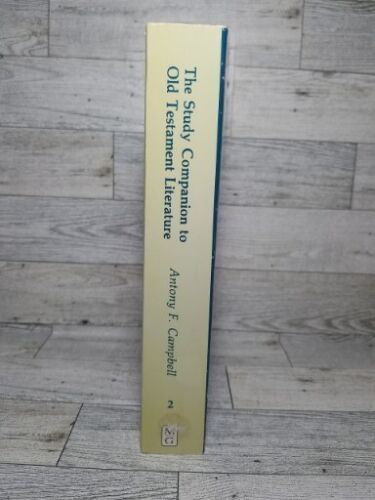 The Study Companion to
Old Testament Literature
Antony F. Campbell
2